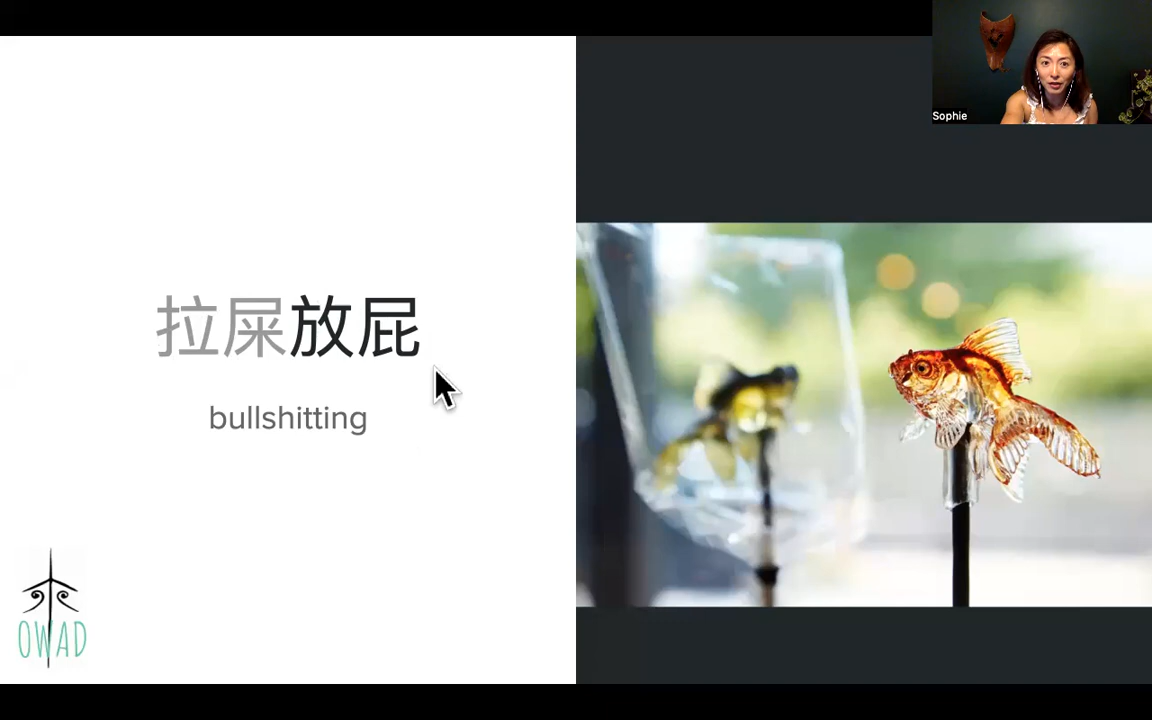 拉屎放屁
bullshitting
OWAD
Sophie